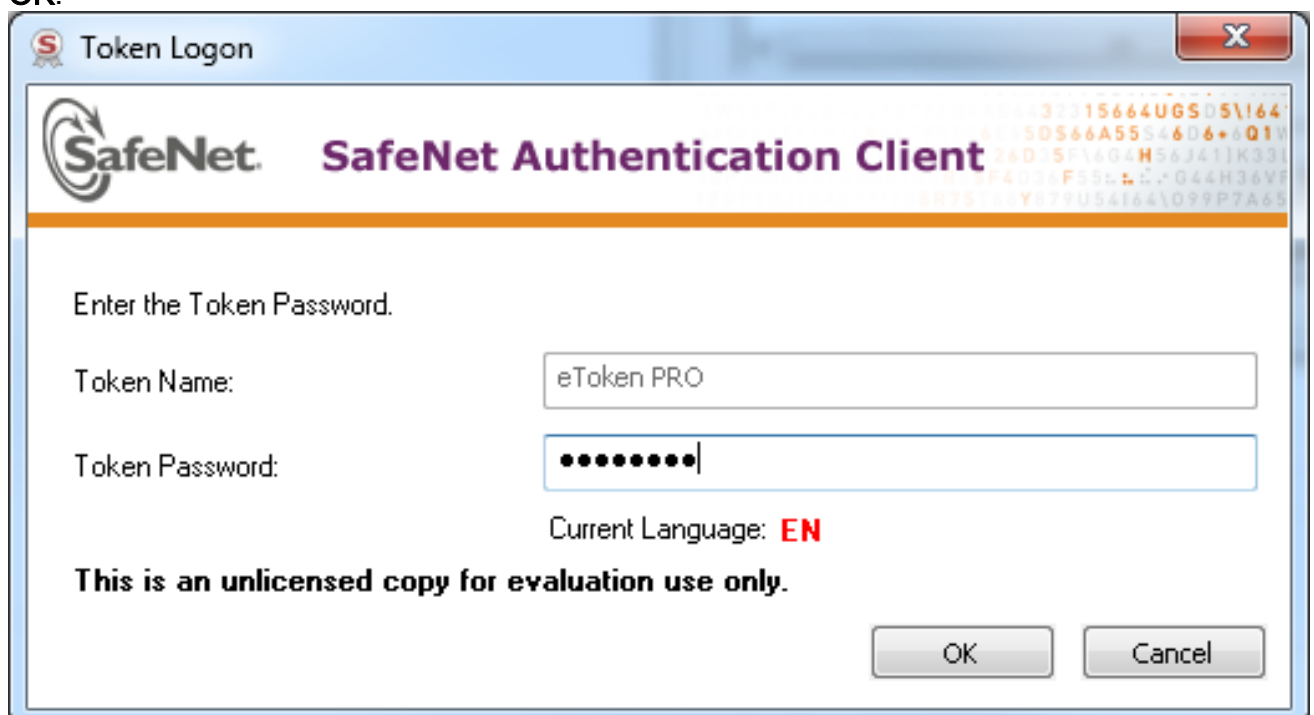 OK.
Token Logon
SafeNet. SafeNet Authentication Client
Enter the Token Password.
Token Name: eToken PRO
Token Password: ••••••••
Current Language: EN
This is an unlicensed copy for evaluation use only.
OK Cancel